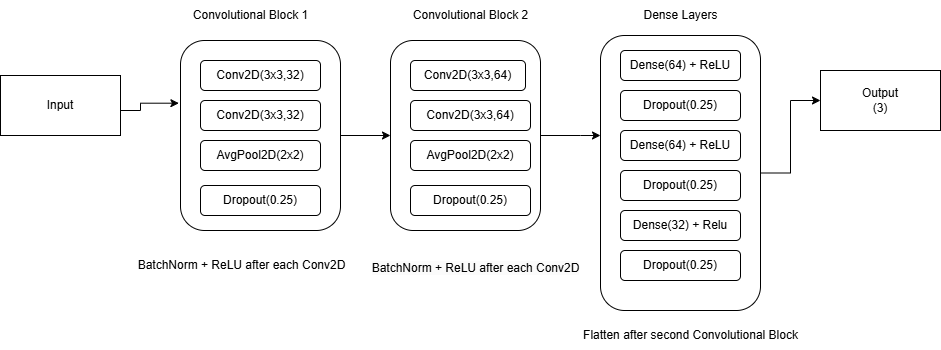 Convolutional Block 1
Convolutional Block 2
Dense Layers
Input
Conv2D(3x3,32)
Conv2D(3x3,32)
AvgPool2D(2x2)
Dropout(0.25)
BatchNorm + ReLU after each Conv2D
Conv2D(3x3,64)
Conv2D(3x3,64)
AvgPool2D(2x2)
Dropout(0.25)
BatchNorm + ReLU after each Conv2D
Dense(64) + ReLU
Dropout(0.25)
Dense(64) + ReLU
Dropout(0.25)
Dense(32) + Relu
Dropout(0.25)
Flatten after second Convolutional Block
Output
(3)